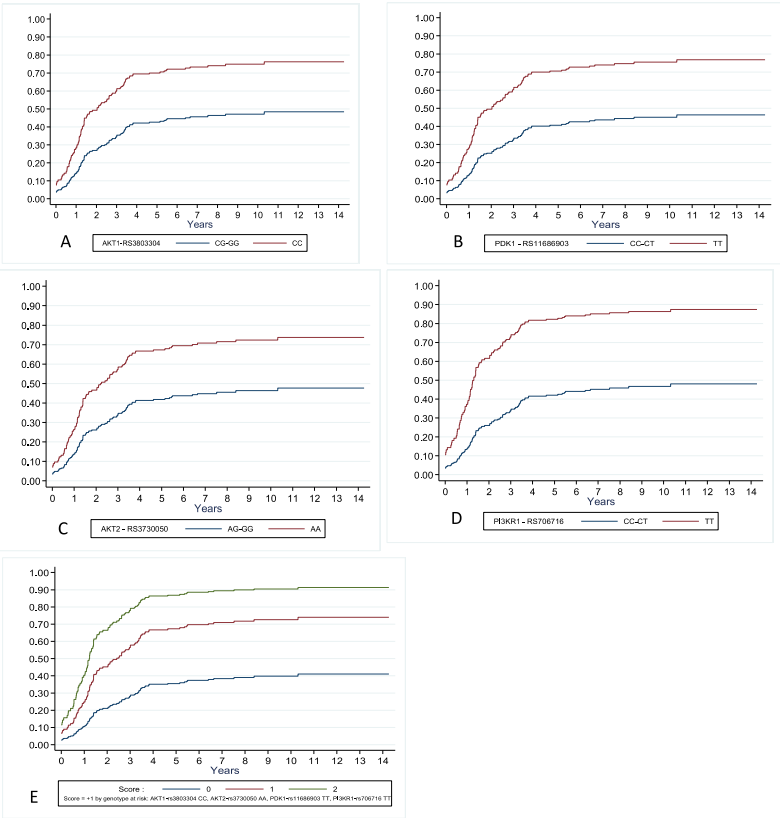 1.00
0.90
0.80
0.70
0.60
0.50
0.40
0.30
0.20
0.10
0.00
0 1 2 3 4 5 6 7 8 9 10 11 12 13 14
Years
A
AKT1-RS3803304 CG-GG CC
1.00
0.90
0.80
0.70
0.60
0.50
0.40
0.30
0.20
0.10
0.00
0 1 2 3 4 5 6 7 8 9 10 11 12 13 14
Years
B
PDK1 - RS11686903 CC-CT TT
1.00
0.90
0.80
0.70
0.60
0.50
0.40
0.30
0.20
0.10
0.00
0 1 2 3 4 5 6 7 8 9 10 11 12 13 14
Years
C
AKT2 - RS3730050 AG-GG AA
1.00
0.90
0.80
0.70
0.60
0.50
0.40
0.30
0.20
0.10
0.00
0 1 2 3 4 5 6 7 8 9 10 11 12 13 14
Years
D
PI3KR1 - RS706716 CC-CT TT
1.00
0.90
0.80
0.70
0.60
0.50
0.40
0.30
0.20
0.10
0.00
0 1 2 3 4 5 6 7 8 9 10 11 12 13 14
Years
E
Score : 0 1 2
Score = +1 by genotype at risk: AKT1-rs3803304 CC, AKT2-rs3730050 AA, PDK1-rs11686903 TT, PI3KR1-rs706716 TT